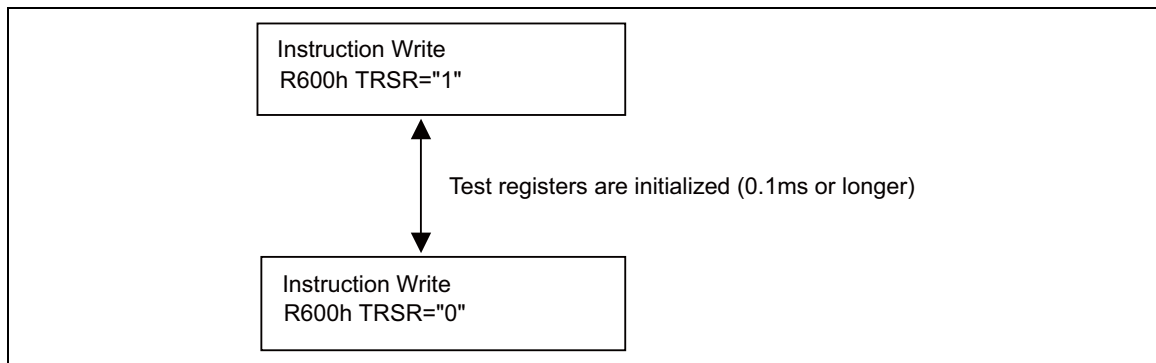 Instruction Write
R600h TRSR="1"
Test registers are initialized (0.1ms or longer)
Instruction Write
R600h TRSR="0"